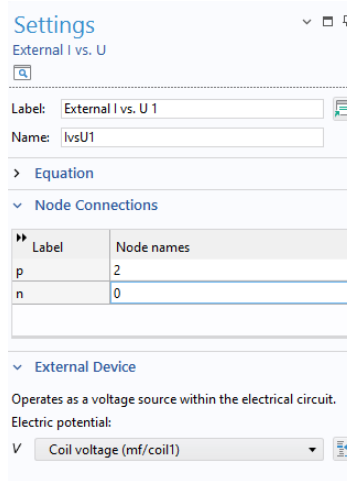 Settings
External I vs. U
Label: External I vs. U 1
Name: IvsU1
Equation
Node Connections
Label Node names
p 2
n 0
External Device
Operates as a voltage source within the electrical circuit.
Electric potential:
V Coil voltage (mf/coil1)